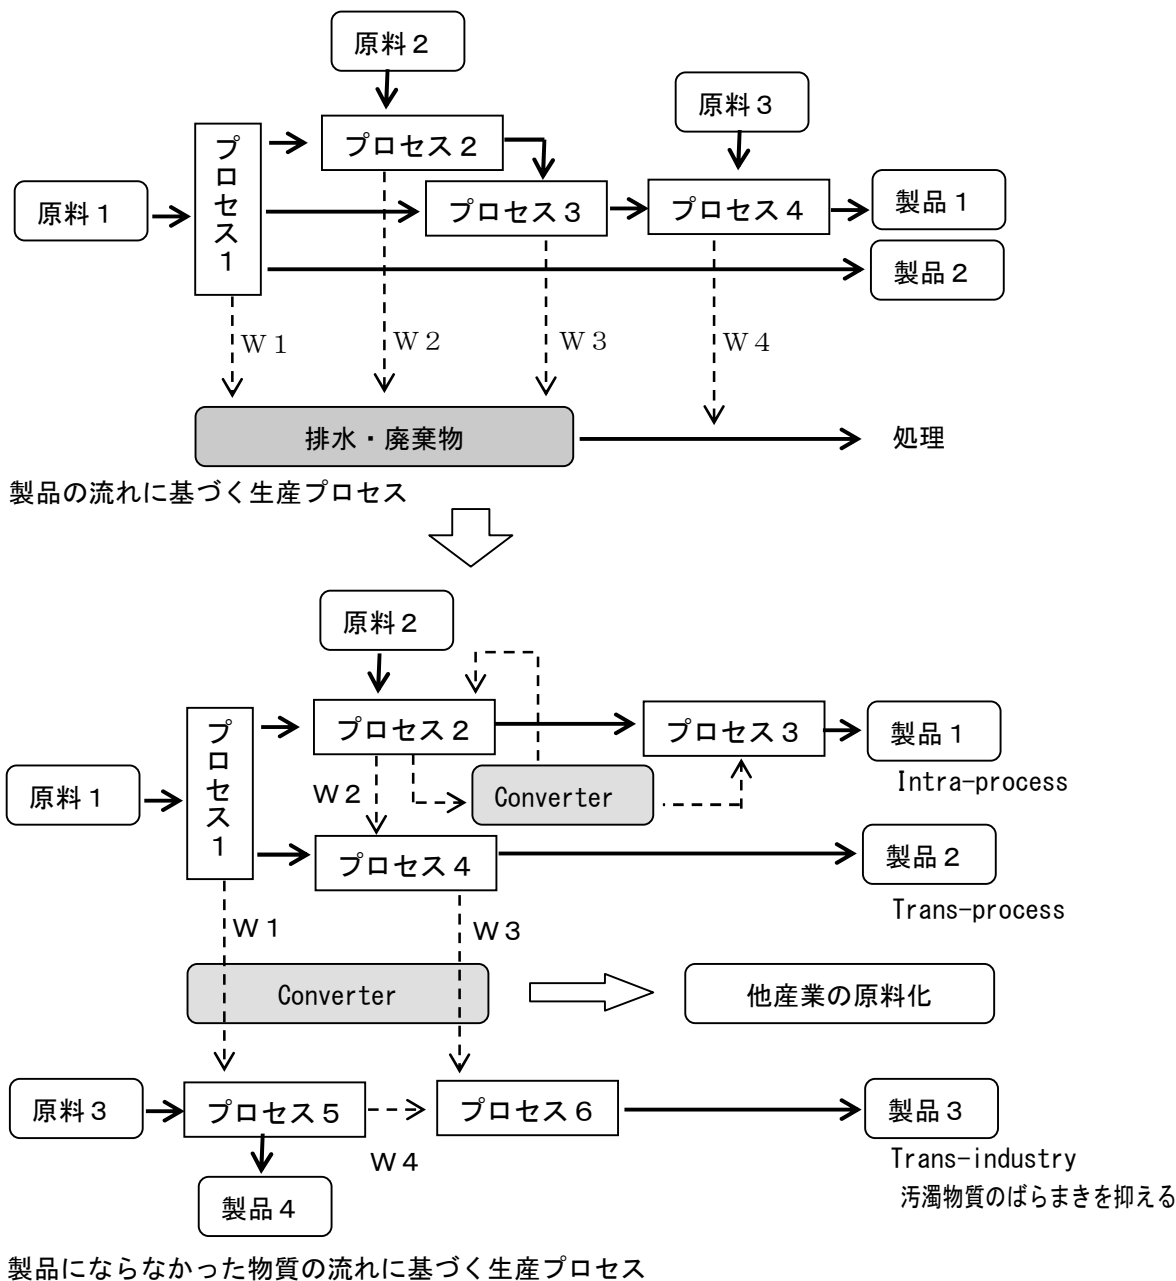 原料２
原料３
プロセス２
プロセス１
原料１
プロセス３
プロセス４
製品１
製品２
Ｗ１
Ｗ２
Ｗ３
Ｗ４
排水・廃棄物
処理
製品の流れに基づく生産プロセス
原料２
プロセス２
プロセス３
製品１
プロセス１
Intra-process
原料１
Ｗ２
Converter
プロセス４
製品２
Trans-process
Ｗ１
Ｗ３
Converter
他産業の原料化
原料３
プロセス５
プロセス６
製品３
Ｗ４
Trans-industry
汚濁物質のばらまきを抑える
製品４
製品にならなかった物質の流れに基づく生産プロセス